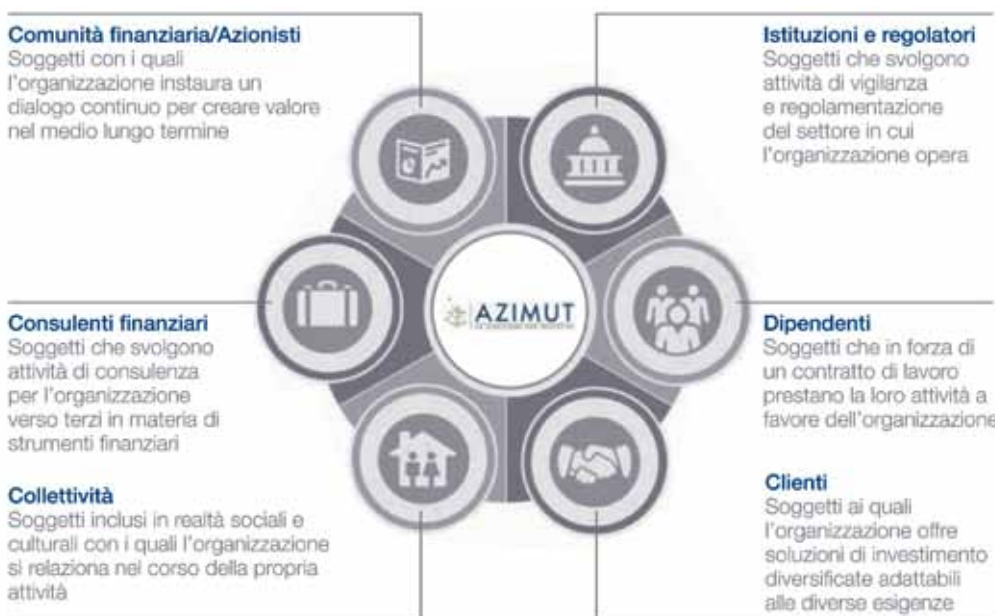 Comunità finanziaria/Azionisti
Soggetti con i quali
l'organizzazione instaura un
dialogo continuo per creare valore
nel medio lungo termine
Istituzioni e regolatori
Soggetti che svolgono
attività di vigilanza
e regolamentazione
del settore in cui
l'organizzazione opera
AZIMUT
Consulenti finanziari
Soggetti che svolgono
attività di consulenza
per l'organizzazione
verso terzi in materia di
strumenti finanziari
Dipendenti
Soggetti che in forza di
un contratto di lavoro
prestano la loro attività a
favore dell'organizzazione
Collettività
Soggetti inclusi in realtà sociali e
culturali con i quali l'organizzazione
si relaziona nel corso della propria
attività
Clienti
Soggetti ai quali
l'organizzazione offre
soluzioni di investimento
diversificate adattabili
alle diverse esigenze